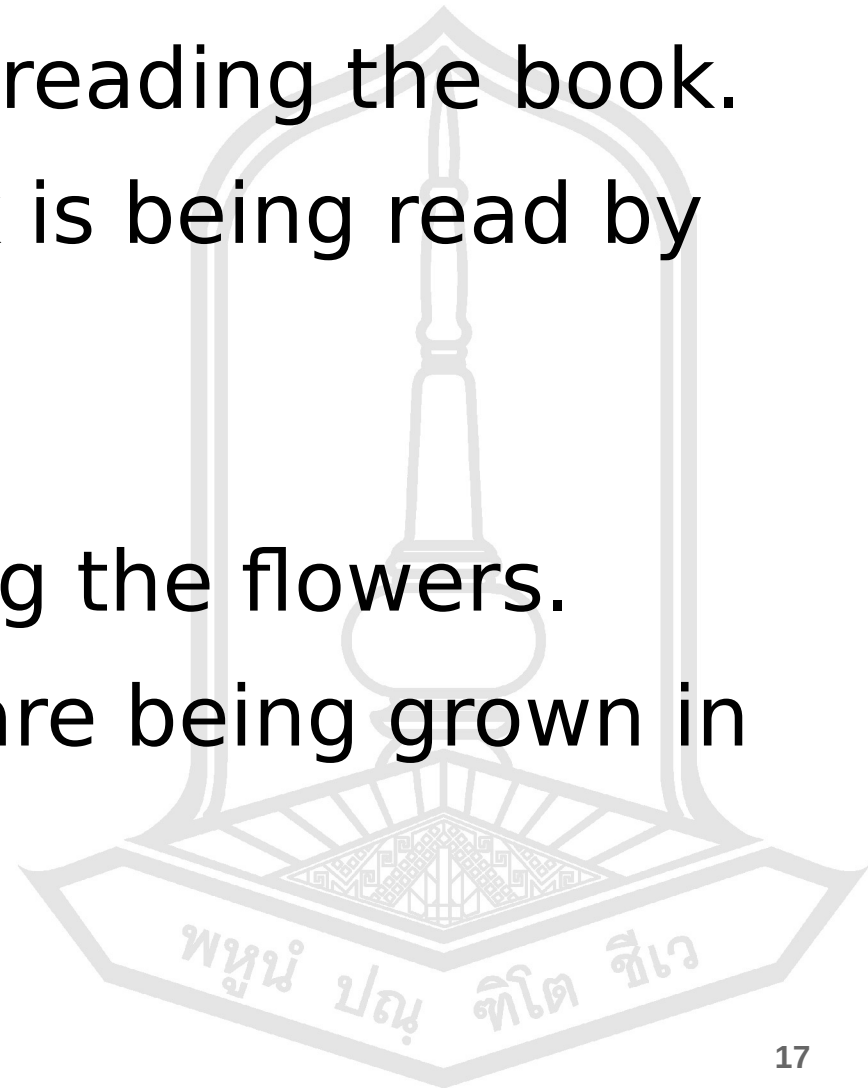 reading the book.
is being read by
g the flowers.
are being grown in
พหูนํ ปณฺฑิโต ชีเว
17